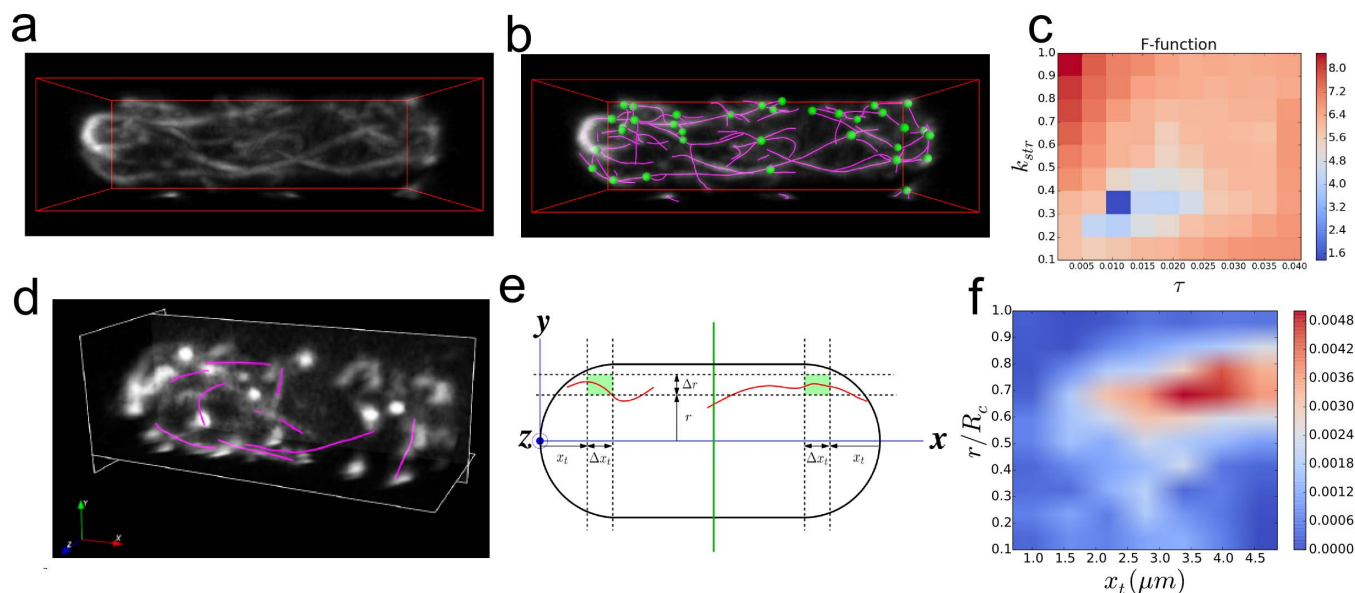 a
b
c
F-function
1.0
0.9
0.8
0.7
0.6
0.5
0.4
0.3
0.2
0.1
k_str
0.005 0.010 0.015 0.020 0.025 0.030 0.035 0.040
τ
8.0
7.2
6.4
5.6
4.8
4.0
3.2
2.4
1.6
d
Y
Z
X
e
y
Δr
r
z
x
x_t Δx_t Δx_t x_t
f
1.0
0.9
0.8
0.7
0.6
0.5
0.4
0.3
0.2
0.1
r/R_c
1.0 1.5 2.0 2.5 3.0 3.5 4.0 4.5
x_t(μm)
0.0048
0.0042
0.0036
0.0030
0.0024
0.0018
0.0012
0.0006
0.0000